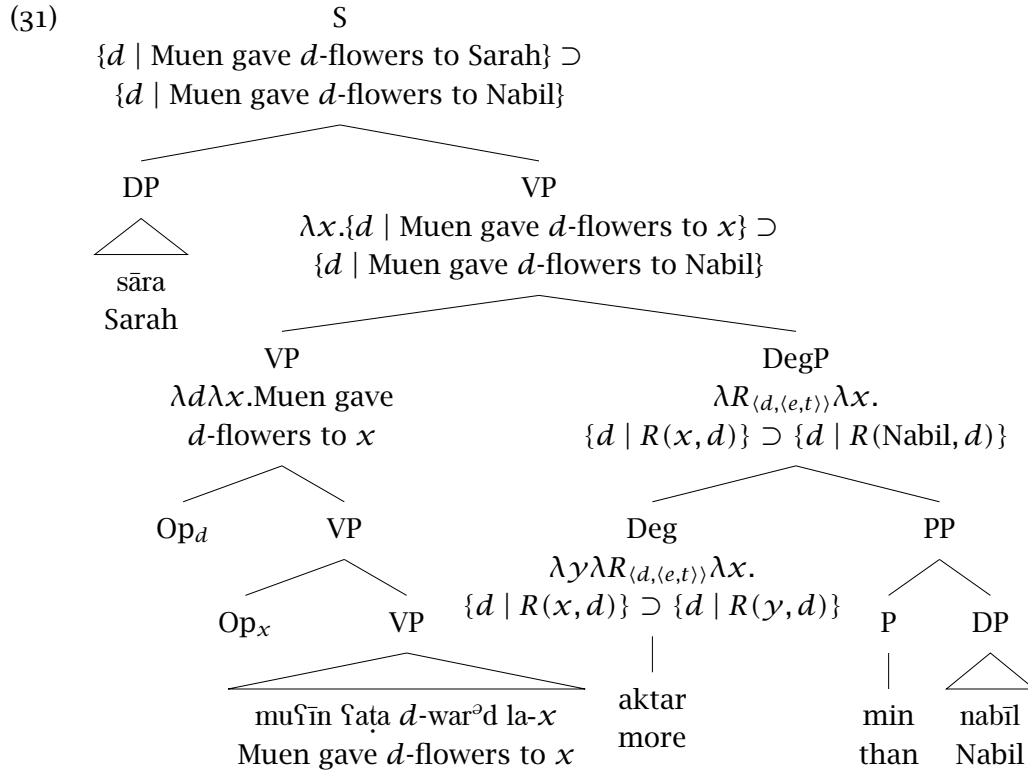 (31) S
{d | Muen gave d-flowers to Sarah} ⊃
{d | Muen gave d-flowers to Nabil}
DP VP
λx.{d | Muen gave d-flowers to x} ⊃
{d | Muen gave d-flowers to Nabil}
sāra
Sarah
VP DegP
λdλx.Muen gave λR⟨d,⟨e,t⟩⟩λx.
d-flowers to x {d | R(x, d)} ⊃ {d | R(Nabil, d)}
Op_d VP Deg PP
λyλR⟨d,⟨e,t⟩⟩λx.
{d | R(x, d)} ⊃ {d | R(y, d)}
Op_x VP P DP
muʕīn ʕaṭa d-warᵊd la-x aktar min nabīl
Muen gave d-flowers to x more than Nabil